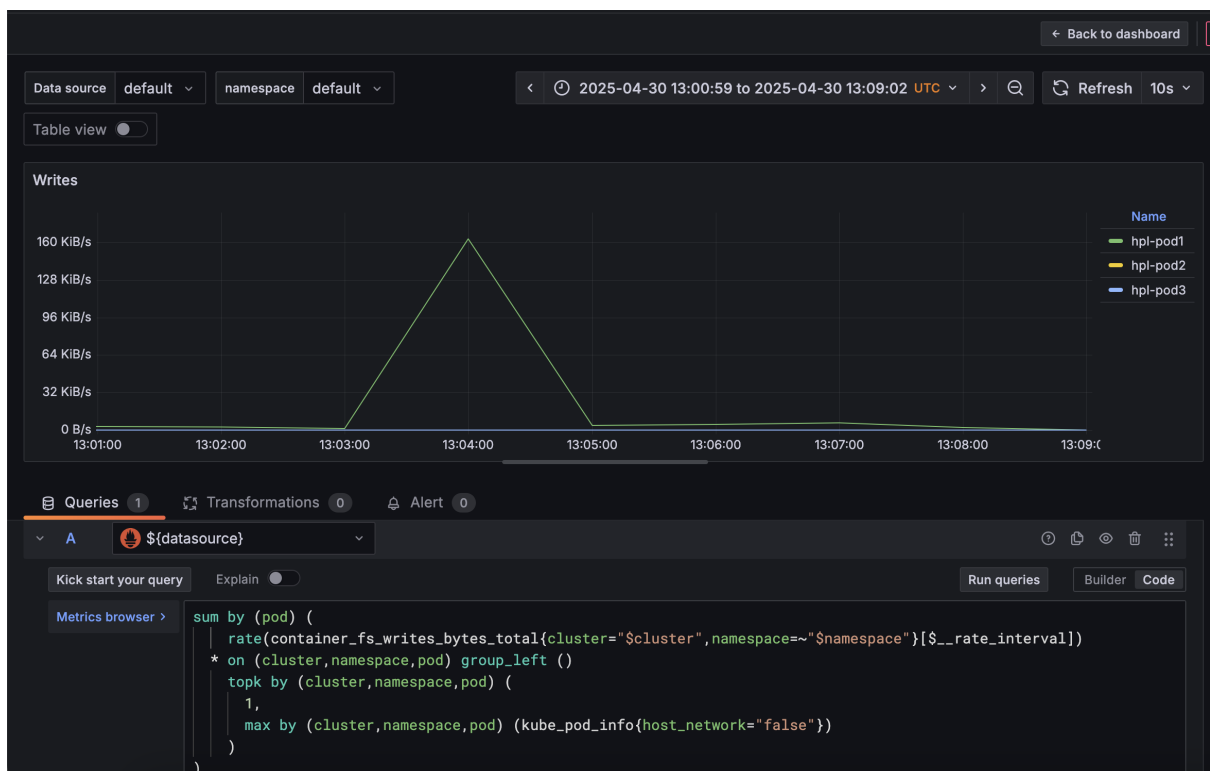 ← Back to dashboard
Data source default namespace default 2025-04-30 13:00:59 to 2025-04-30 13:09:02 UTC Refresh 10s
Table view
Writes
Name
hpl-pod1
hpl-pod2
hpl-pod3
160 KiB/s
128 KiB/s
96 KiB/s
64 KiB/s
32 KiB/s
0 B/s
13:01:00 13:02:00 13:03:00 13:04:00 13:05:00 13:06:00 13:07:00 13:08:00 13:09:0
Queries 1 Transformations 0 Alert 0
A ${datasource}
Kick start your query Explain Run queries Builder Code
Metrics browser >
sum by (pod) (
rate(container_fs_writes_bytes_total{cluster="$cluster",namespace=~"$namespace"}[$__rate_interval])
* on (cluster,namespace,pod) group_left ()
topk by (cluster,namespace,pod) (
1,
max by (cluster,namespace,pod) (kube_pod_info{host_network="false"})
)
)